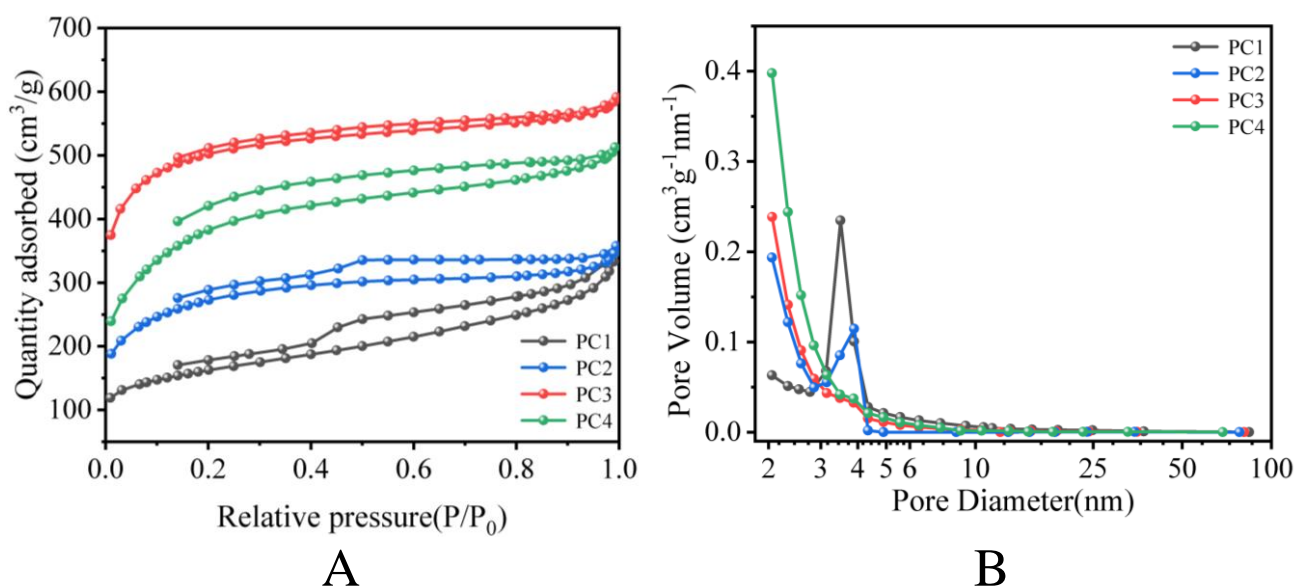 700
600
500
400
300
200
100
0.0
0.2
0.4
0.6
0.8
1.0
Quantity adsorbed (cm³/g)
Relative pressure(P/P₀)
PC1
PC2
PC3
PC4
A
0.4
0.3
0.2
0.1
0.0
2
3
4
5
6
10
25
50
100
Pore Volume (cm³g⁻¹nm⁻¹)
Pore Diameter(nm)
PC1
PC2
PC3
PC4
B